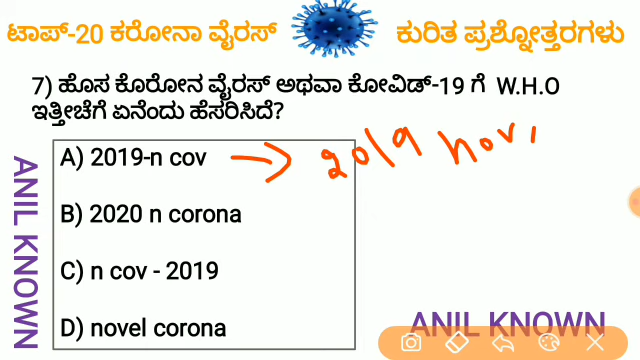 ಟಾಪ್-20 ಕರೋನಾ ವೈರಸ್ ಕುರಿತ ಪ್ರಶ್ನೋತ್ತರಗಳು
7) ಹೊಸ ಕೊರೋನ ವೈರಸ್ ಅಥವಾ ಕೋವಿಡ್-19 ಗೆ W.H.O
ಇತ್ತೀಚೆಗೆ ಏನೆಂದು ಹೆಸರಿಸಿದೆ?
A) 2019-n cov → 2019 nov
B) 2020 n corona
C) n cov - 2019
D) novel corona
ANIL KNOWN
ANIL KNOWN